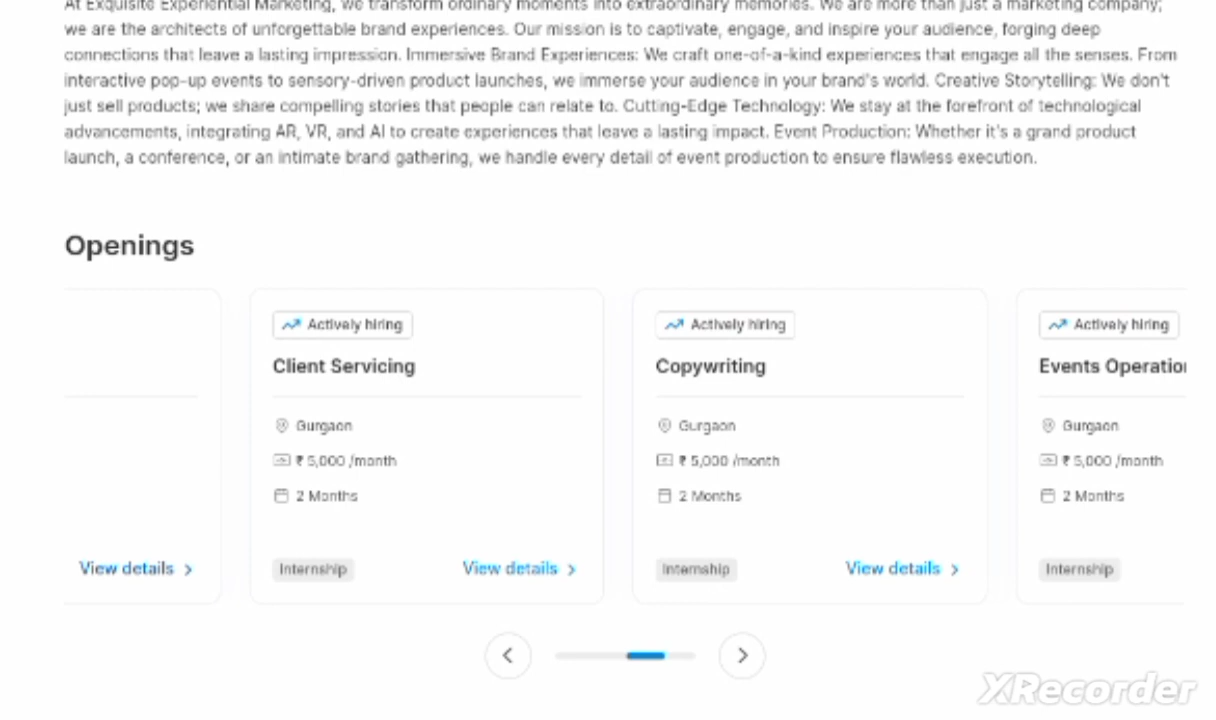 At Exquisite Experiential Marketing, we transform ordinary moments into extraordinary memories. We are more than just a marketing company;
we are the architects of unforgettable brand experiences. Our mission is to captivate, engage, and inspire your audience, forging deep
connections that leave a lasting impression. Immersive Brand Experiences: We craft one-of-a-kind experiences that engage all the senses. From
interactive pop-up events to sensory-driven product launches, we immerse your audience in your brand's world. Creative Storytelling: We don't
just sell products; we share compelling stories that people can relate to. Cutting-Edge Technology: We stay at the forefront of technological
advancements, integrating AR, VR, and AI to create experiences that leave a lasting impact. Event Production: Whether it's a grand product
launch, a conference, or an intimate brand gathering, we handle every detail of event production to ensure flawless execution.
Openings
View details
Actively hiring
Client Servicing
Gurgaon
₹ 5,000 /month
2 Months
Internship View details
Actively hiring
Copywriting
Gurgaon
₹ 5,000 /month
2 Months
Internship View details
Actively hiring
Events Operation
Gurgaon
₹ 5,000 /month
2 Months
Internship
XRecorder